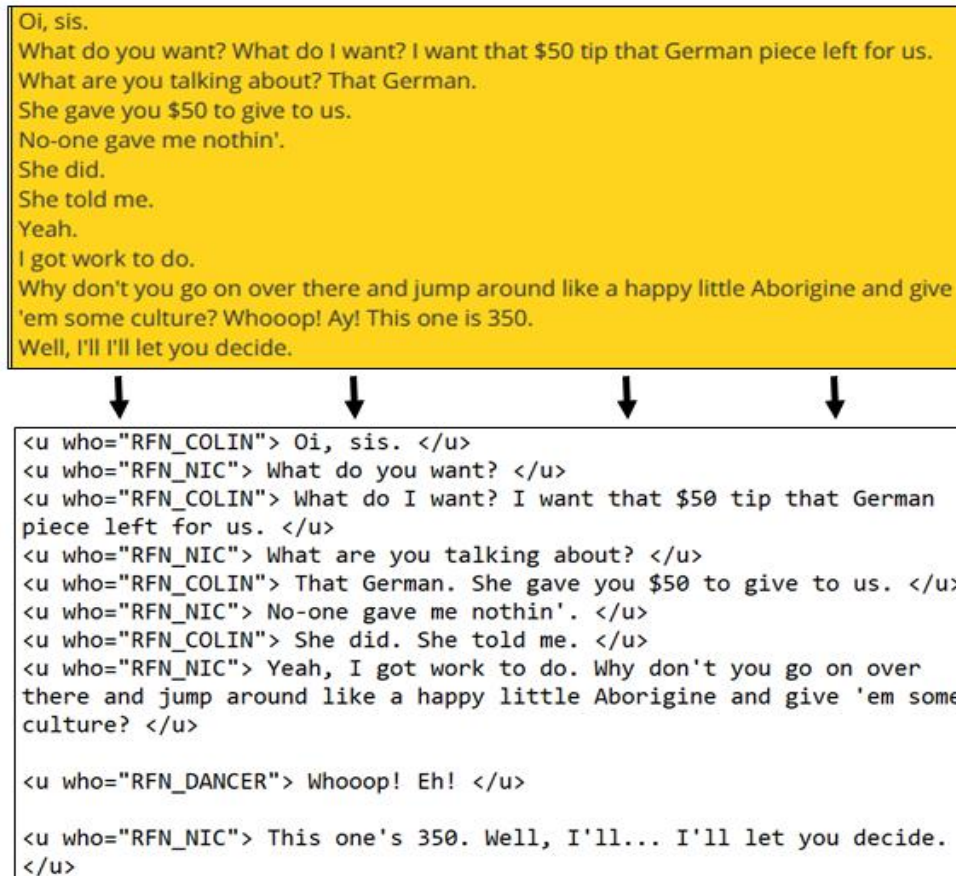 Oi, sis.
What do you want? What do I want? I want that $50 tip that German piece left for us.
What are you talking about? That German.
She gave you $50 to give to us.
No-one gave me nothin'.
She did.
She told me.
Yeah.
I got work to do.
Why don't you go on over there and jump around like a happy little Aborigine and give
'em some culture? Whooop! Ay! This one is 350.
Well, I'll I'll let you decide.
<u who="RFN_COLIN"> Oi, sis. </u>
<u who="RFN_NIC"> What do you want? </u>
<u who="RFN_COLIN"> What do I want? I want that $50 tip that German
piece left for us. </u>
<u who="RFN_NIC"> What are you talking about? </u>
<u who="RFN_COLIN"> That German. She gave you $50 to give to us. </u>
<u who="RFN_NIC"> No-one gave me nothin'. </u>
<u who="RFN_COLIN"> She did. She told me. </u>
<u who="RFN_NIC"> Yeah, I got work to do. Why don't you go on over
there and jump around like a happy little Aborigine and give 'em some
culture? </u>
<u who="RFN_DANCER"> Whooop! Eh! </u>
<u who="RFN_NIC"> This one's 350. Well, I'll... I'll let you decide.
</u>